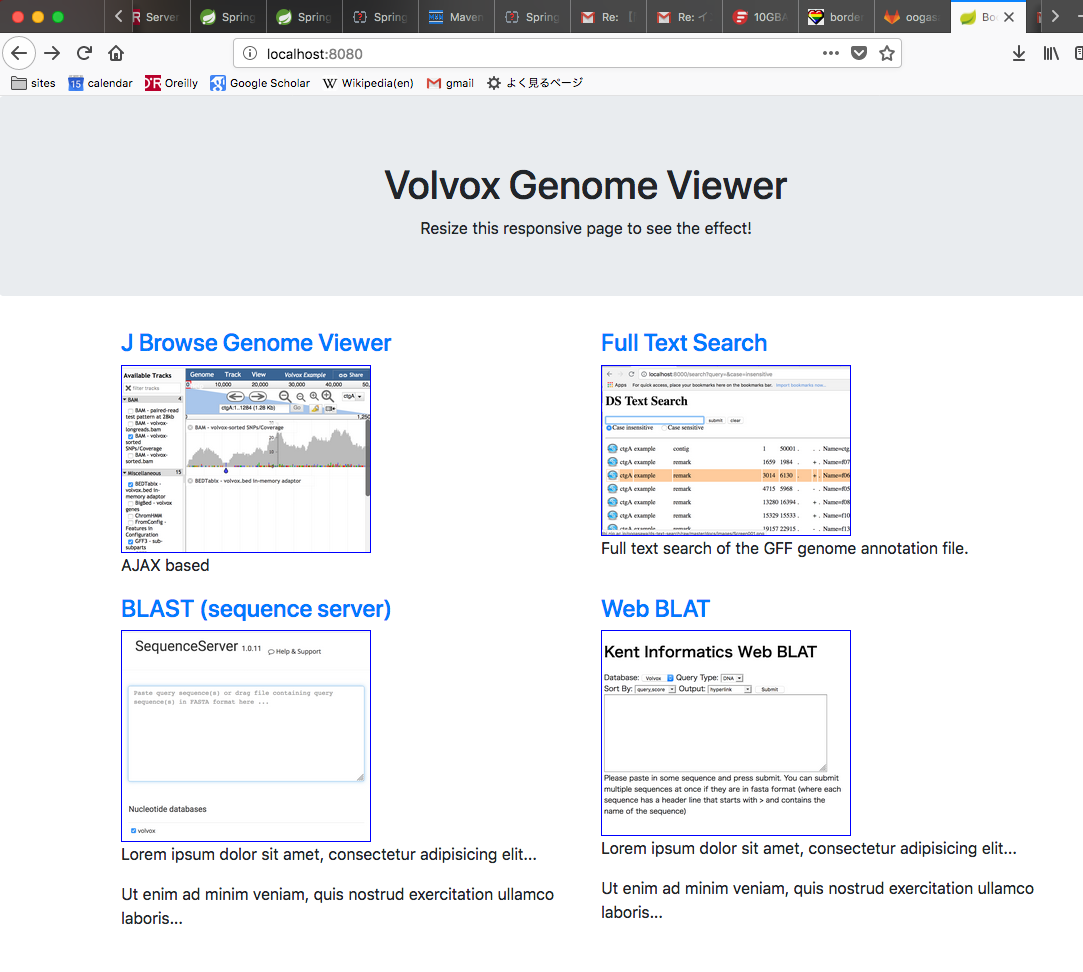 Server
Spring
Spring
Spring
Maven
Spring
Re:
Re: イ
10GBA
borde
oogas
Bo
localhost:8080
sites
15 calendar
Oreilly
Google Scholar
W Wikipedia(en)
gmail
よく見るページ
Volvox Genome Viewer
Resize this responsive page to see the effect!
J Browse Genome Viewer
Available Tracks
filter tracks
BAM 4
BAM - paired-read
test pattern at 28kb
BAM - volvox-
longreads.bam
BAM - volvox-
sorted
SNPs/Coverage
BAM - volvox-
sorted.bam
Miscellaneous 15
BEDTabix -
volvox.bed in-
memory adaptor
BigBed - volvox
genes
ChromHMM
FromConfig -
Features in
Configuration
GFF3 - sub-
subparts
Genome Track View Volvox Example Share
0 10,000 20,000 30,000 40,000 50,
ctgA
ctgA:1..1284 (1.28 Kb) Go
0 1,250
BAM - volvox-sorted SNPs/Coverage
BEDTabix - volvox.bed in-memory adaptor
AJAX based
Full Text Search
localhost:8000/search?query=&case=insensitive
Apps For quick access, place your bookmarks here on the bookmarks bar. Import bookmarks now...
DS Text Search
submit clear
Case insensitive Case sensitive
ctgA example contig 1 50001 . . . Name=ctg
ctgA example remark 1659 1984 . + . Name=f07
ctgA example remark 3014 6130 . + . Name=f06
ctgA example remark 4715 5968 . - . Name=f05
ctgA example remark 13280 16394 . + . Name=f08
ctgA example remark 15329 15533 . + . Name=f10
ctgA example remark 19157 22915 . - . Name=f13
Full text search of the GFF genome annotation file.
BLAST (sequence server)
SequenceServer 1.0.11 Help & Support
Paste query sequence(s) or drag file containing query
sequence(s) in FASTA format here ...
Nucleotide databases
volvox
Lorem ipsum dolor sit amet, consectetur adipisicing elit...
Ut enim ad minim veniam, quis nostrud exercitation ullamco
laboris...
Web BLAT
Kent Informatics Web BLAT
Database: Volvox Query Type: DNA
Sort By: query,score Output: hyperlink Submit
Please paste in some sequence and press submit. You can submit
multiple sequences at once if they are in fasta format (where each
sequence has a header line that starts with > and contains the
name of the sequence)
Lorem ipsum dolor sit amet, consectetur adipisicing elit...
Ut enim ad minim veniam, quis nostrud exercitation ullamco
laboris...